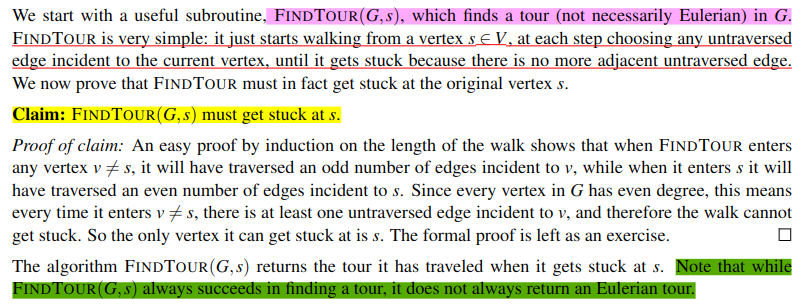 We start with a useful subroutine, FINDTOUR(G,s), which finds a tour (not necessarily Eulerian) in G.
FINDTOUR is very simple: it just starts walking from a vertex s ∈ V, at each step choosing any untraversed
edge incident to the current vertex, until it gets stuck because there is no more adjacent untraversed edge.
We now prove that FINDTOUR must in fact get stuck at the original vertex s.
Claim: FINDTOUR(G,s) must get stuck at s.
Proof of claim: An easy proof by induction on the length of the walk shows that when FINDTOUR enters
any vertex v ≠ s, it will have traversed an odd number of edges incident to v, while when it enters s it will
have traversed an even number of edges incident to s. Since every vertex in G has even degree, this means
every time it enters v ≠ s, there is at least one untraversed edge incident to v, and therefore the walk cannot
get stuck. So the only vertex it can get stuck at is s. The formal proof is left as an exercise. □
The algorithm FINDTOUR(G,s) returns the tour it has traveled when it gets stuck at s. Note that while
FINDTOUR(G,s) always succeeds in finding a tour, it does not always return an Eulerian tour.